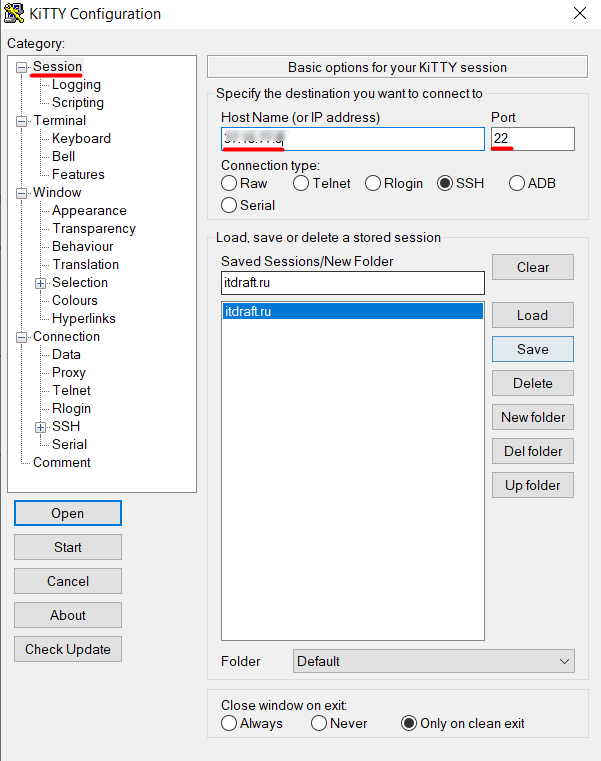 KiTTY Configuration
Category:
Session
Logging
Scripting
Terminal
Keyboard
Bell
Features
Window
Appearance
Transparency
Behaviour
Translation
Selection
Colours
Hyperlinks
Connection
Data
Proxy
Telnet
Rlogin
SSH
Serial
Comment
Open
Start
Cancel
About
Check Update
Basic options for your KiTTY session
Specify the destination you want to connect to
Host Name (or IP address) Port
22
Connection type:
Raw Telnet Rlogin SSH ADB
Serial
Load, save or delete a stored session
Saved Sessions/New Folder
itdraft.ru
itdraft.ru
Clear
Load
Save
Delete
New folder
Del folder
Up folder
Folder Default
Close window on exit:
Always Never Only on clean exit